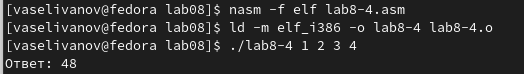 [vaselivanov@fedora lab08]$ nasm -f elf lab8-4.asm
[vaselivanov@fedora lab08]$ ld -m elf_i386 -o lab8-4 lab8-4.o
[vaselivanov@fedora lab08]$ ./lab8-4 1 2 3 4
Ответ: 48